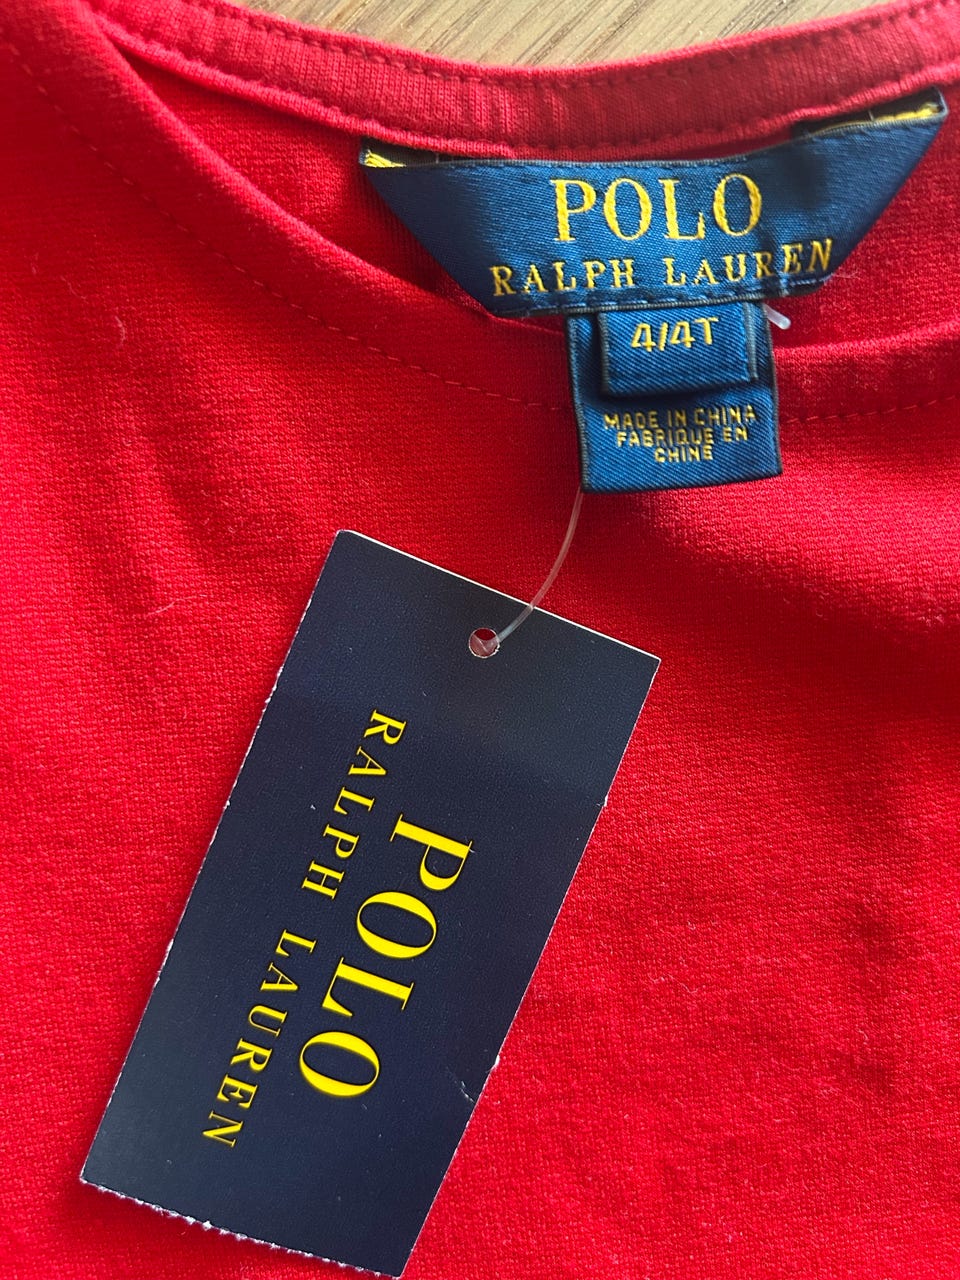 POLO
RALPH LAUREN
4/4T
MADE IN CHINA
FABRIQUE EN
CHINE
POLO
RALPH LAUREN